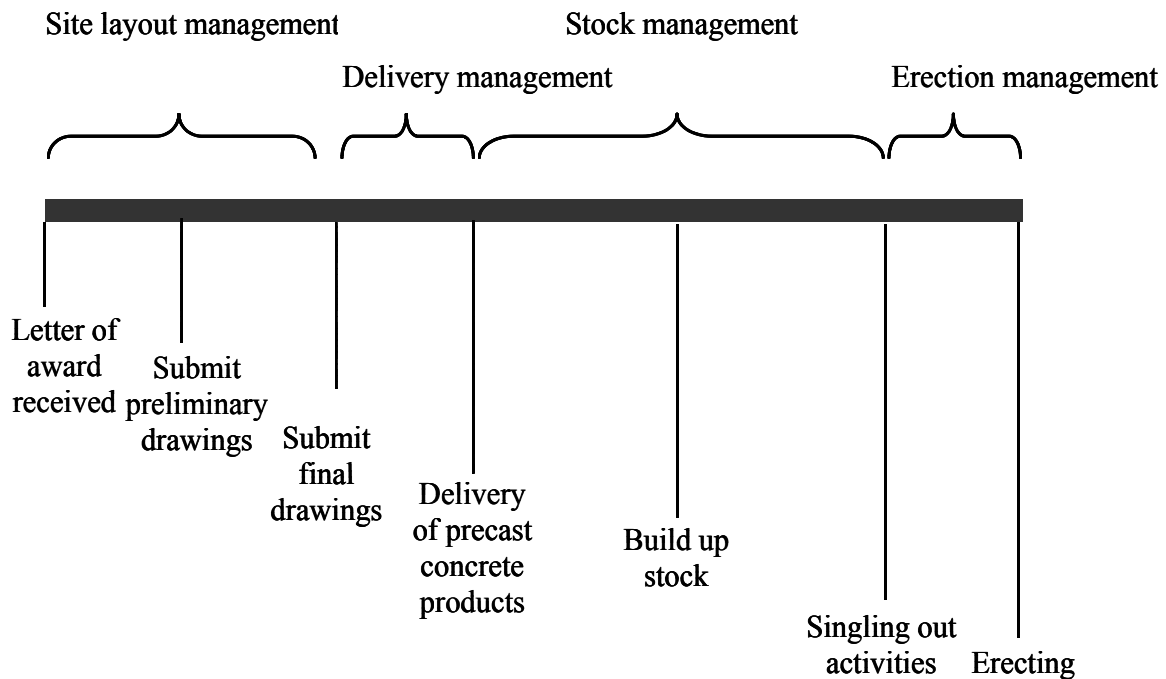 Site layout management
Stock management
Delivery management
Erection management
Letter of
award
received
Submit
preliminary
drawings
Submit
final
drawings
Delivery
of precast
concrete
products
Build up
stock
Singling out
activities
Erecting